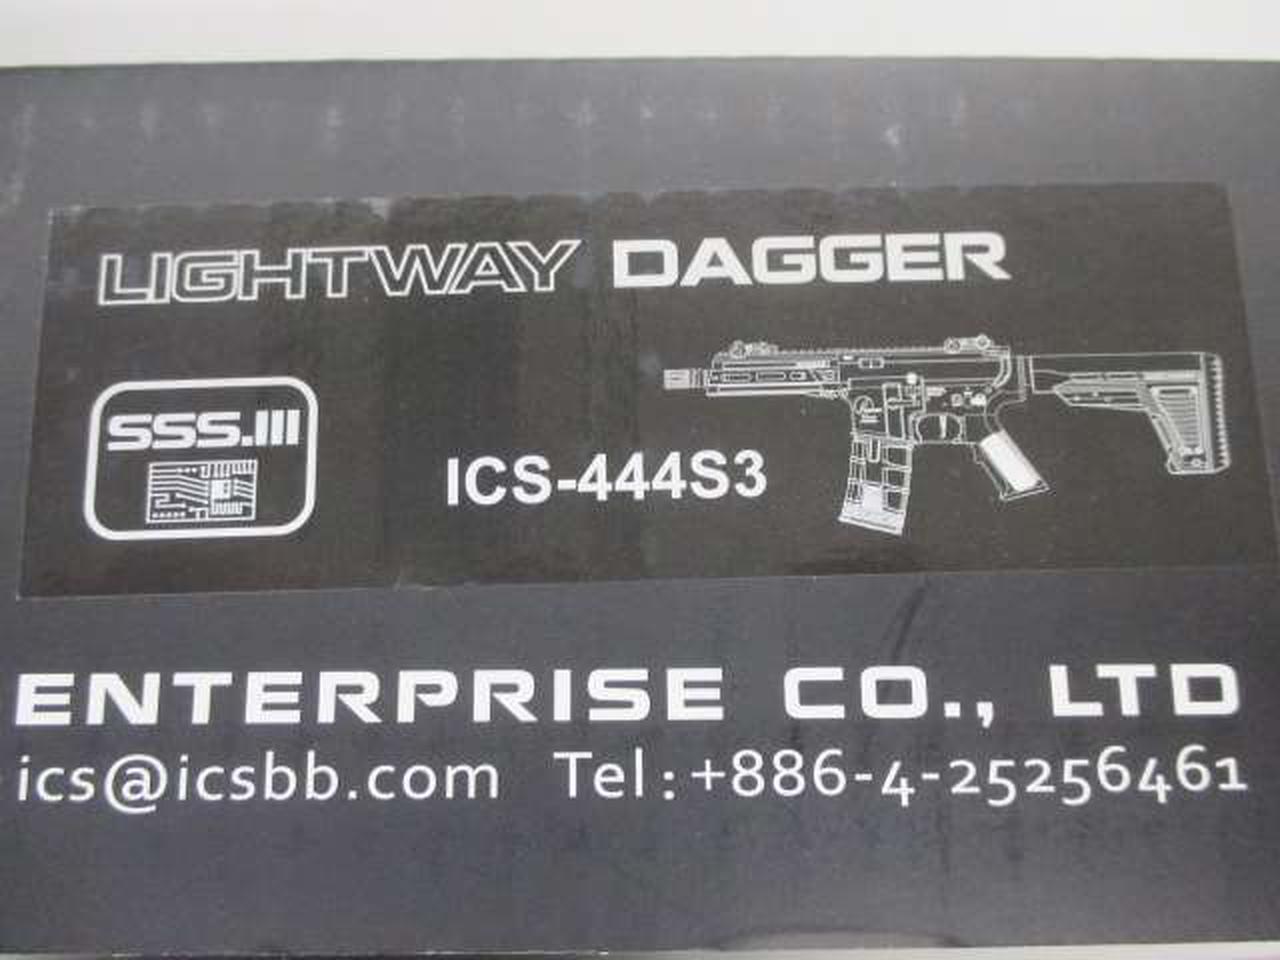 LIGHTWAY DAGGER
SSS.III
ICS-444S3
ENTERPRISE CO., LTD
ics@icsbb.com Tel:+886-4-25256461